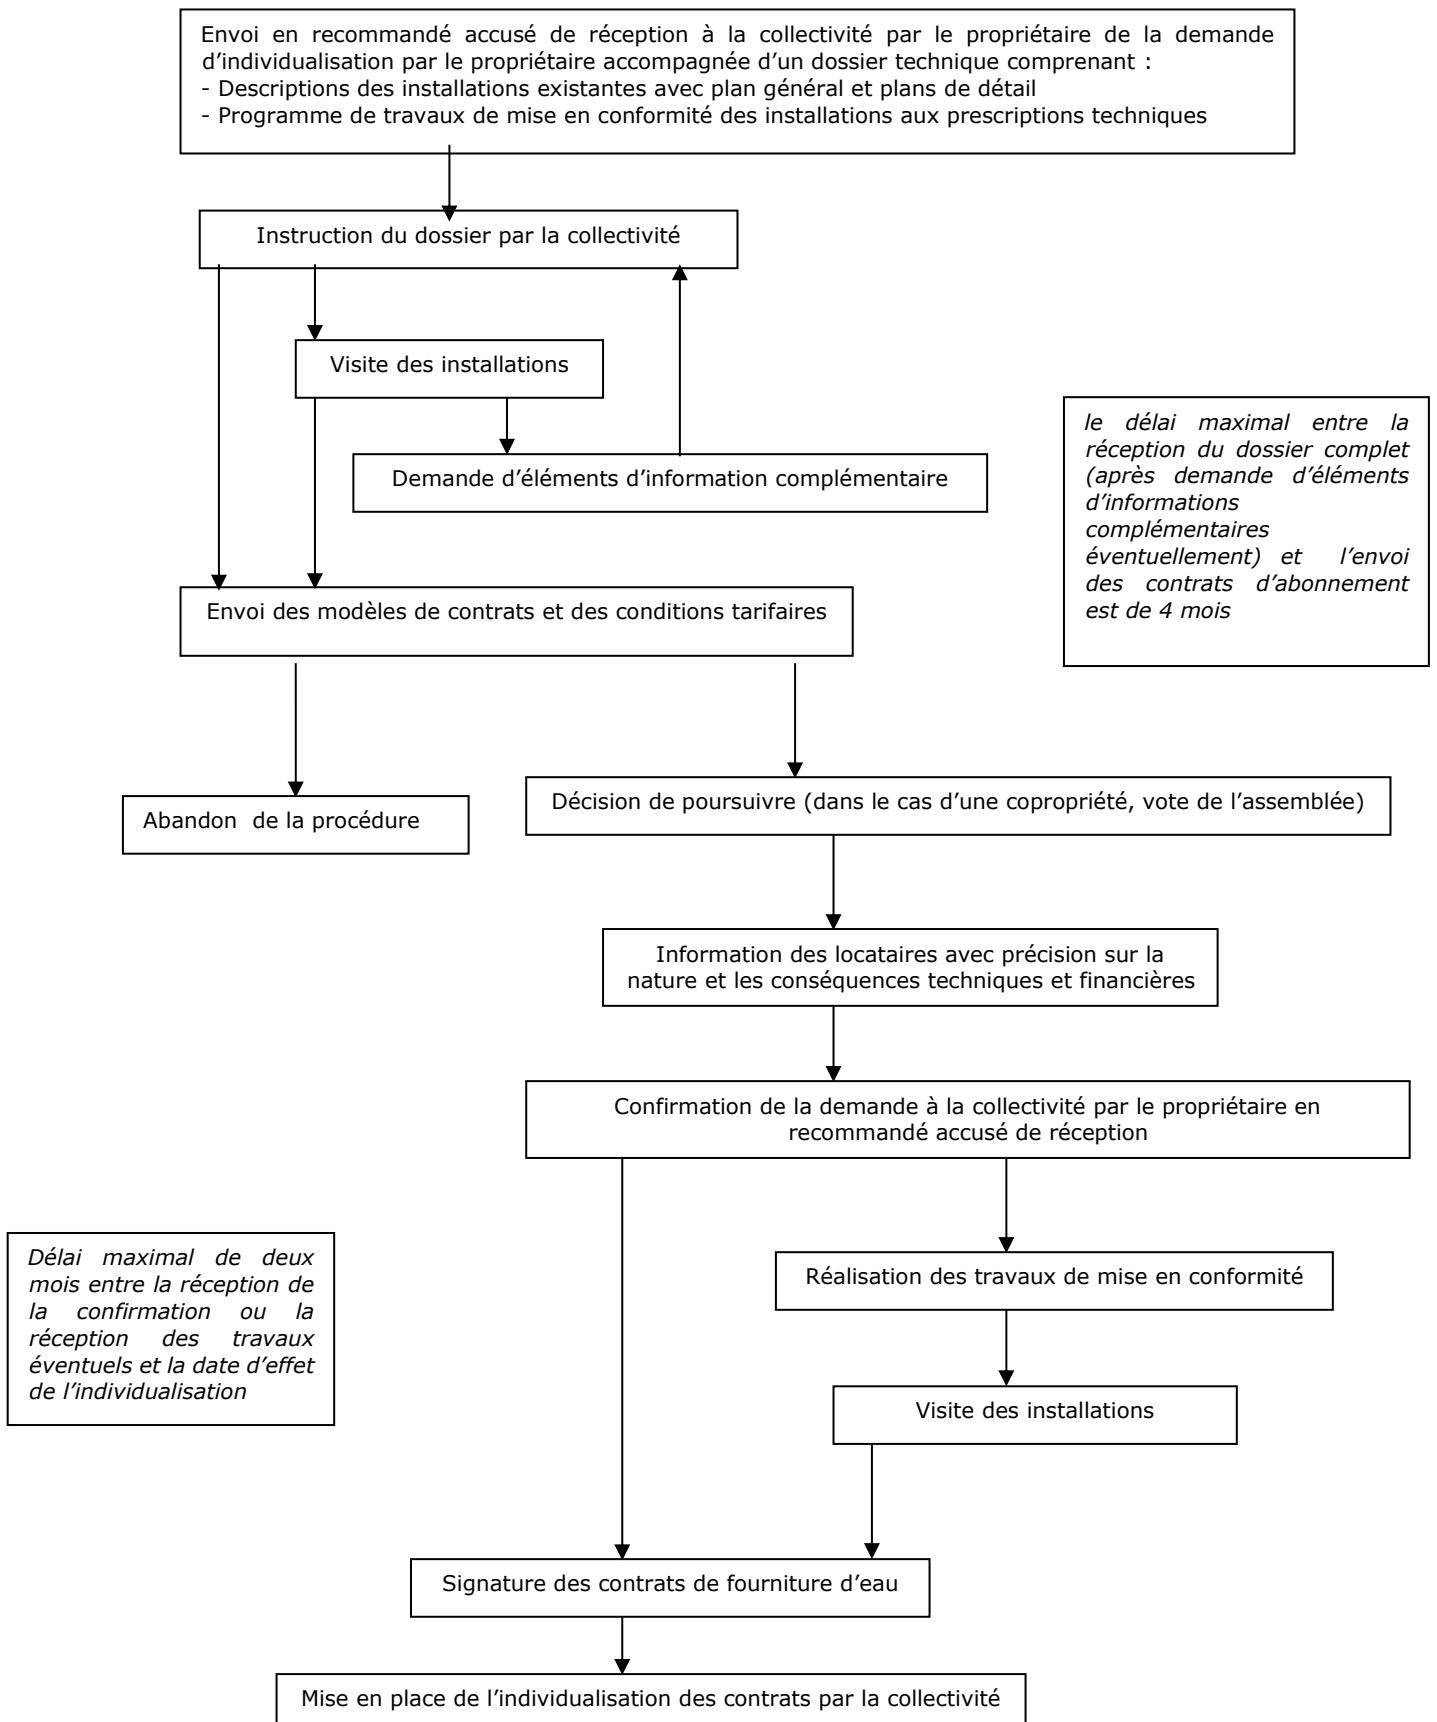 Envoi en recommandé accusé de réception à la collectivité par le propriétaire de la demande
d’individualisation par le propriétaire accompagnée d’un dossier technique comprenant :
- Descriptions des installations existantes avec plan général et plans de détail
- Programme de travaux de mise en conformité des installations aux prescriptions techniques
Instruction du dossier par la collectivité
Visite des installations
Demande d’éléments d’information complémentaire
le délai maximal entre la
réception du dossier complet
(après demande d’éléments
d’informations
complémentaires
éventuellement) et l’envoi
des contrats d’abonnement
est de 4 mois
Envoi des modèles de contrats et des conditions tarifaires
Abandon de la procédure
Décision de poursuivre (dans le cas d’une copropriété, vote de l’assemblée)
Information des locataires avec précision sur la
nature et les conséquences techniques et financières
Confirmation de la demande à la collectivité par le propriétaire en
recommandé accusé de réception
Délai maximal de deux
mois entre la réception de
la confirmation ou la
réception des travaux
éventuels et la date d’effet
de l’individualisation
Réalisation des travaux de mise en conformité
Visite des installations
Signature des contrats de fourniture d’eau
Mise en place de l’individualisation des contrats par la collectivité